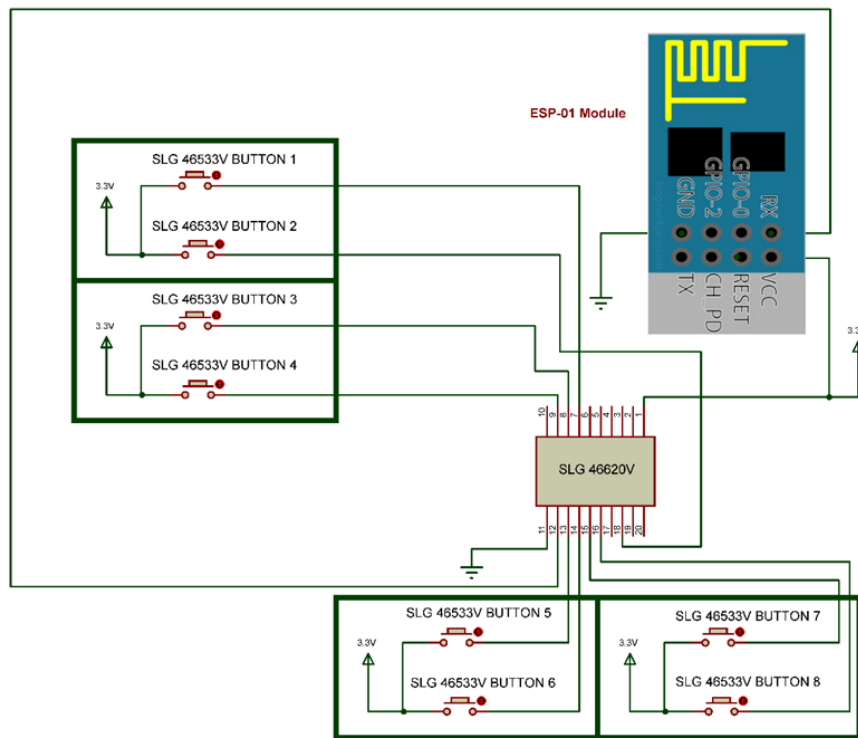 ESP-01 Module
GND
GPIO-2
GPIO-0
RX
TX
CH_PD
RESET
VCC
SLG 46533V BUTTON 1
3.3V
SLG 46533V BUTTON 2
SLG 46533V BUTTON 3
3.3V
SLG 46533V BUTTON 4
10 9 8 7 6 5 4 3 2 1
SLG 46620V
11 12 13 14 15 16 17 18 19 20
SLG 46533V BUTTON 5
3.3V
SLG 46533V BUTTON 6
SLG 46533V BUTTON 7
3.3V
SLG 46533V BUTTON 8